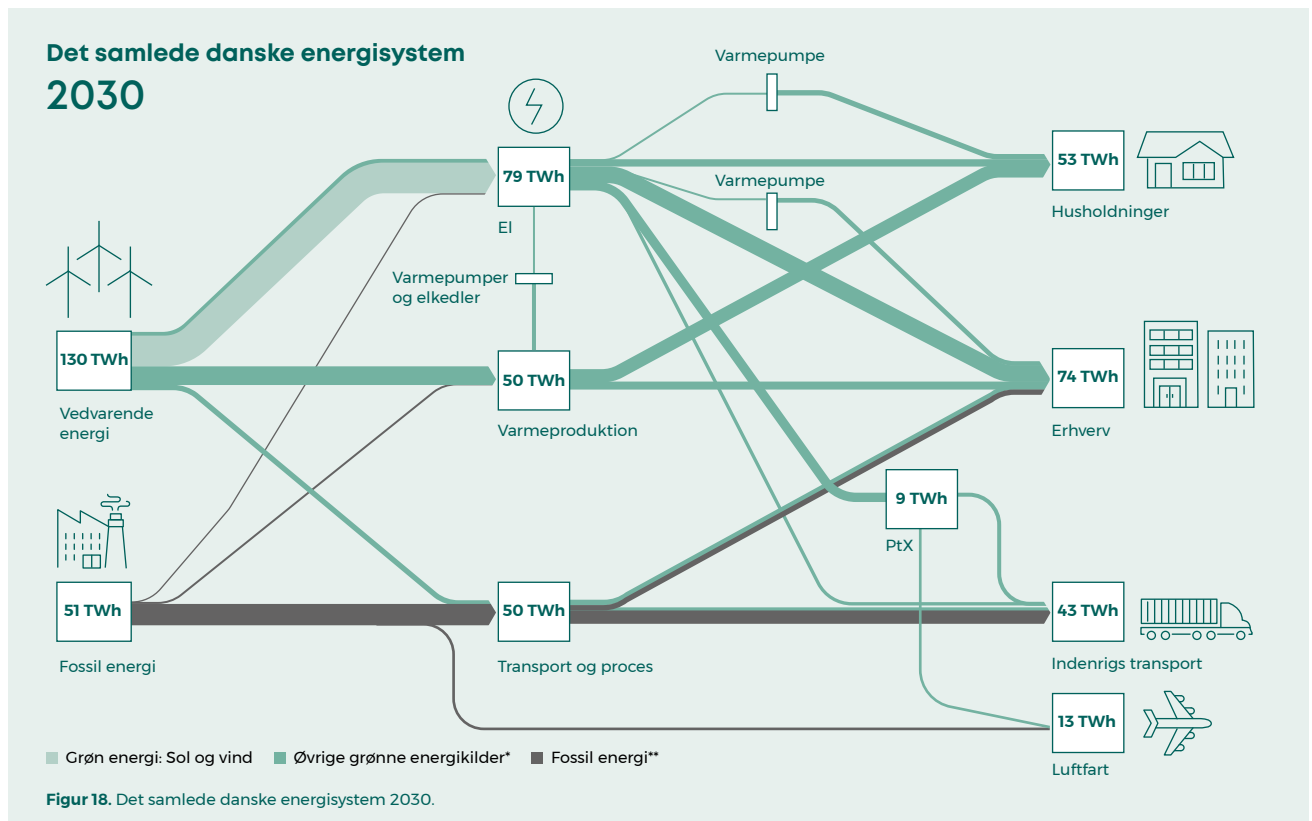 Det samlede danske energisystem
2030
Varmepumpe
53 TWh
79 TWh
Varmepumpe
Husholdninger
El
Varmepumper
og elkedler
130 TWh
50 TWh
74 TWh
Vedvarende
energi
Varmeproduktion
Erhverv
9 TWh
PtX
51 TWh
50 TWh
43 TWh
Fossil energi
Transport og proces
Indenrigs transport
13 TWh
Luftfart
Grøn energi: Sol og vind
Øvrige grønne energikilder*
Fossil energi**
Figur 18. Det samlede danske energisystem 2030.